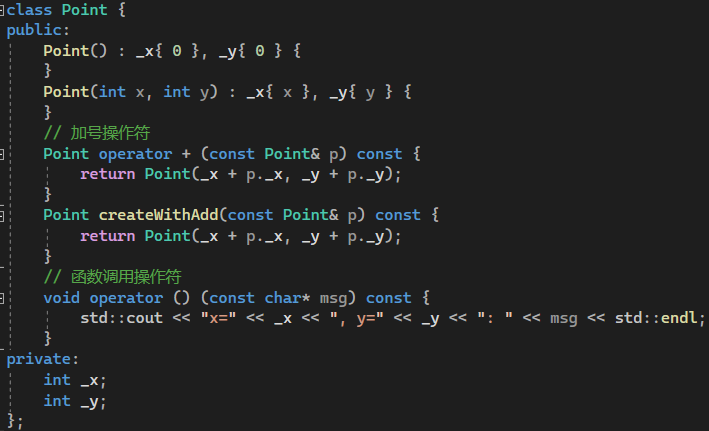 class Point {
public:
    Point() : _x{ 0 }, _y{ 0 } {
    }
    Point(int x, int y) : _x{ x }, _y{ y } {
    }
    // 加号操作符
    Point operator + (const Point& p) const {
        return Point(_x + p._x, _y + p._y);
    }
    Point createWithAdd(const Point& p) const {
        return Point(_x + p._x, _y + p._y);
    }
    // 函数调用操作符
    void operator () (const char* msg) const {
        std::cout << "x=" << _x << ", y=" << _y << ": " << msg << std::endl;
    }
private:
    int _x;
    int _y;
};